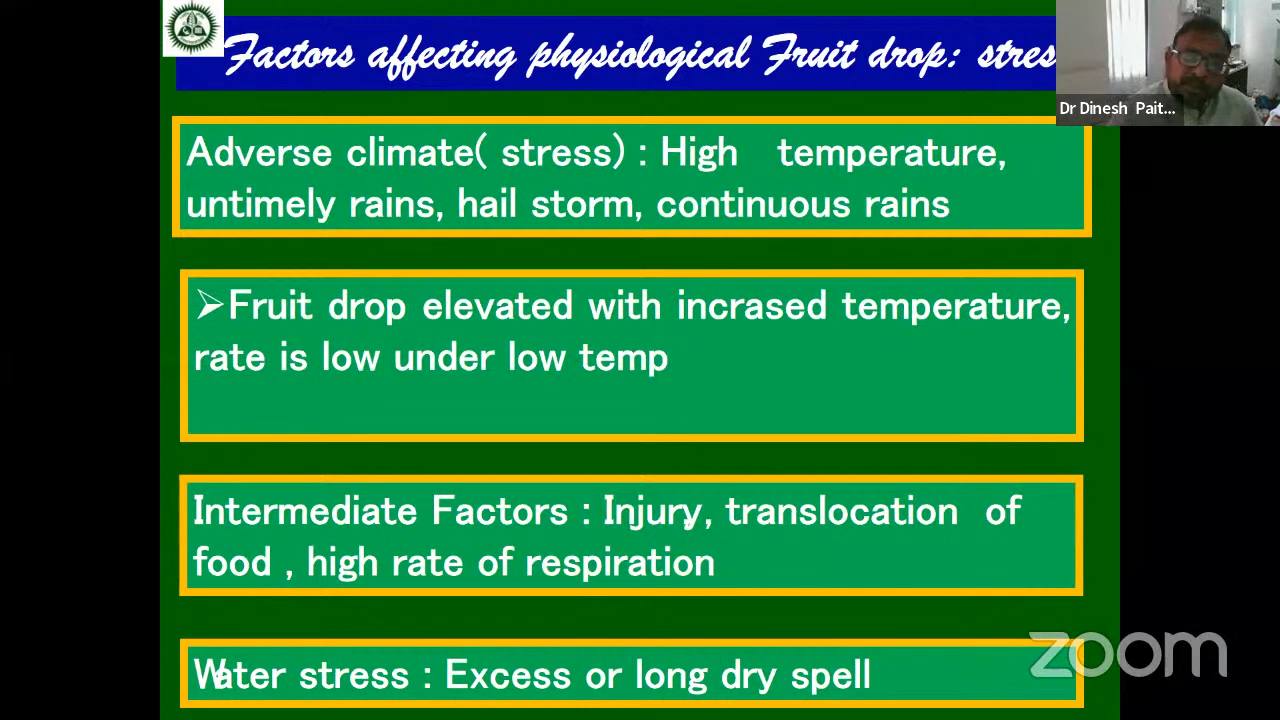 Factors affecting physiological Fruit drop: stres
Dr Dinesh Pait...
Adverse climate( stress) : High temperature,
untimely rains, hail storm, continuous rains
➢Fruit drop elevated with incrased temperature,
rate is low under low temp
Intermediate Factors : Injury, translocation of
food , high rate of respiration
Water stress : Excess or long dry spell
zoom